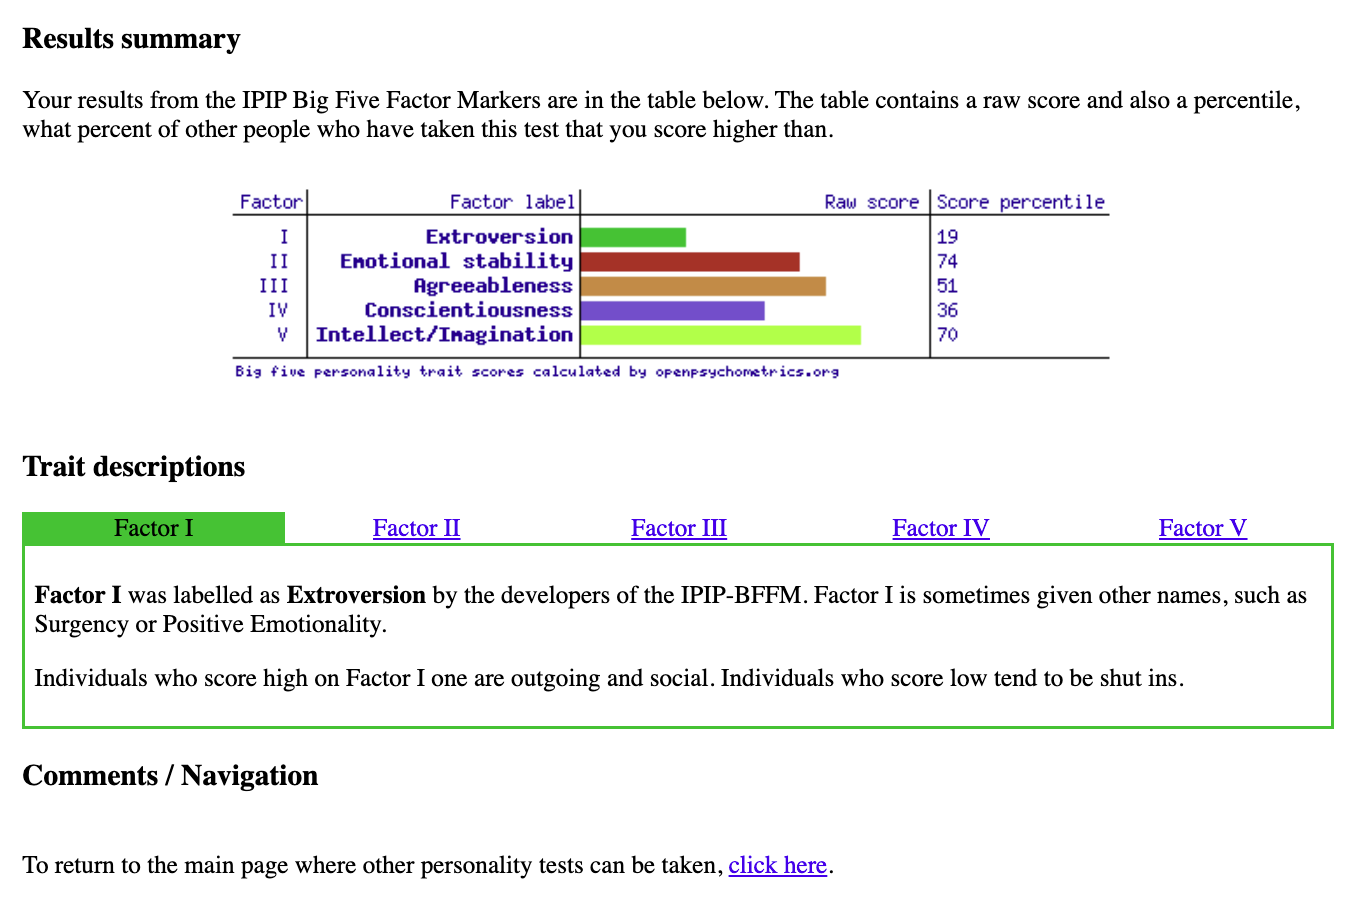 Results summary
Your results from the IPIP Big Five Factor Markers are in the table below. The table contains a raw score and also a percentile,
what percent of other people who have taken this test that you score higher than.
Factor Factor label Raw score Score percentile
I Extroversion 19
II Emotional stability 74
III Agreeableness 51
IV Conscientiousness 36
V Intellect/Imagination 70
Big five personality trait scores calculated by openpsychometrics.org
Trait descriptions
Factor I Factor II Factor III Factor IV Factor V
Factor I was labelled as Extroversion by the developers of the IPIP-BFFM. Factor I is sometimes given other names, such as
Surgency or Positive Emotionality.
Individuals who score high on Factor I one are outgoing and social. Individuals who score low tend to be shut ins.
Comments / Navigation
To return to the main page where other personality tests can be taken, click here.